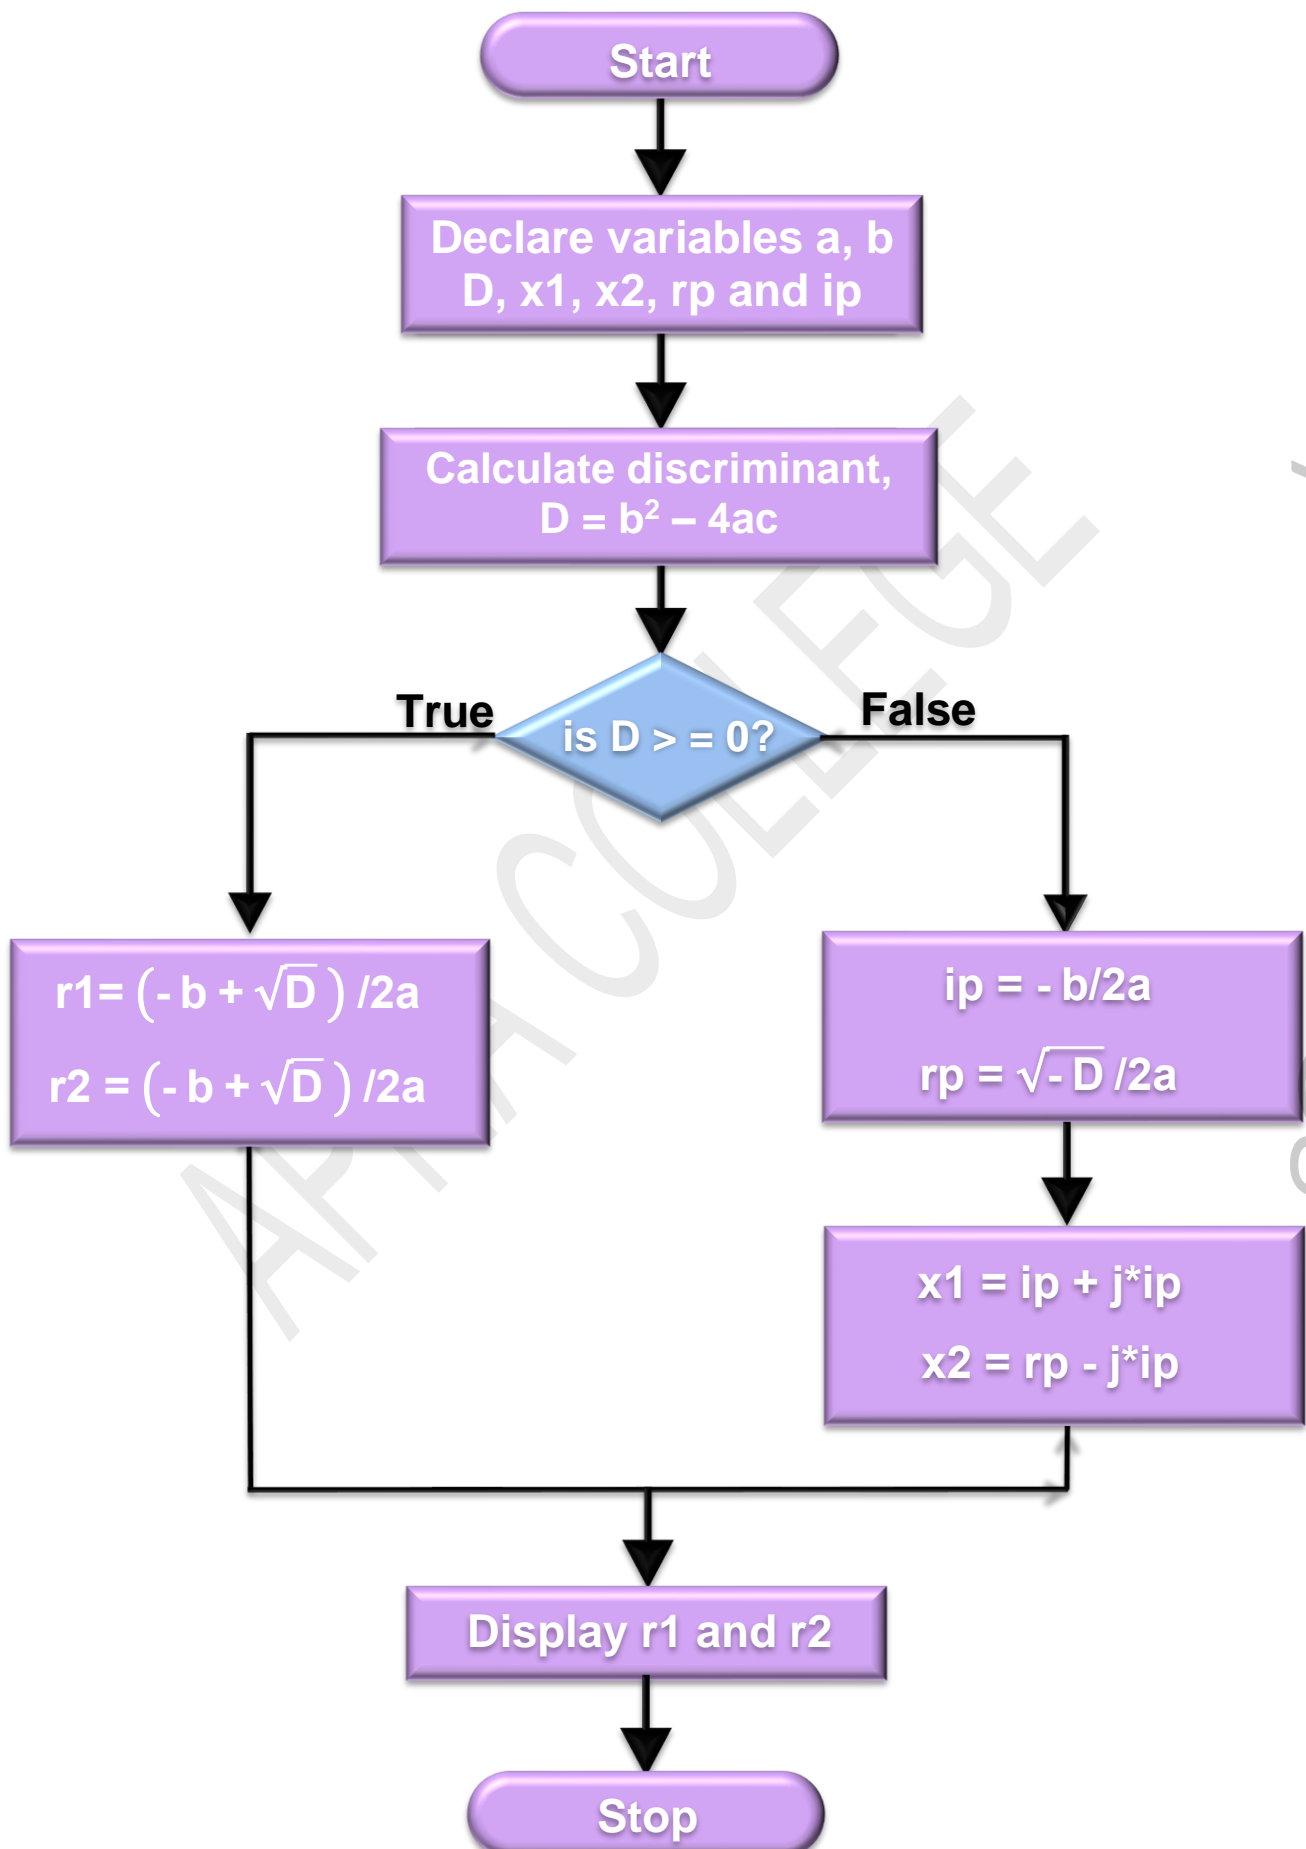 Start
Declare variables a, b
D, x1, x2, rp and ip
Calculate discriminant,
D = b² – 4ac
is D > = 0?
True
False
r1= (- b + √D ) /2a
r2 = (- b + √D ) /2a
ip = - b/2a
rp = √- D /2a
x1 = ip + j*ip
x2 = rp - j*ip
Display r1 and r2
Stop
COLLEGE